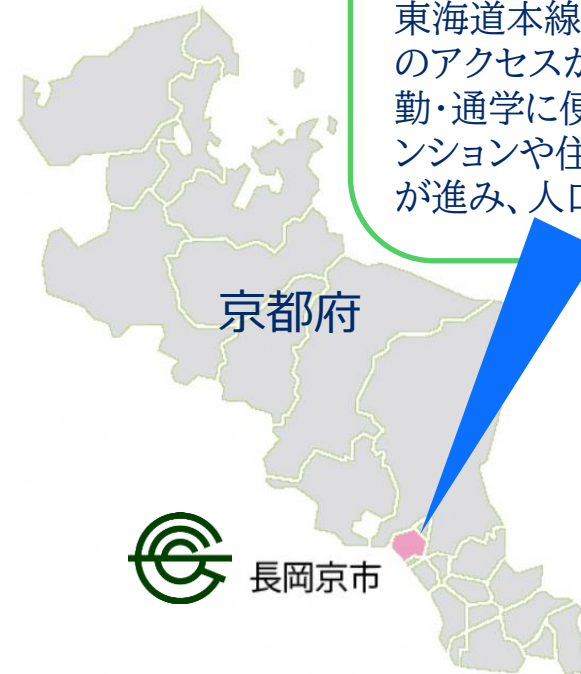 東海道本線
のアクセスが
勤・通学に便
ンションや住
が進み、人口
京都府
長岡京市